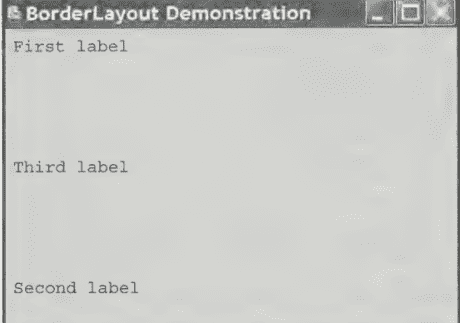 BorderLayout Demonstration
First label
Third label
Second label